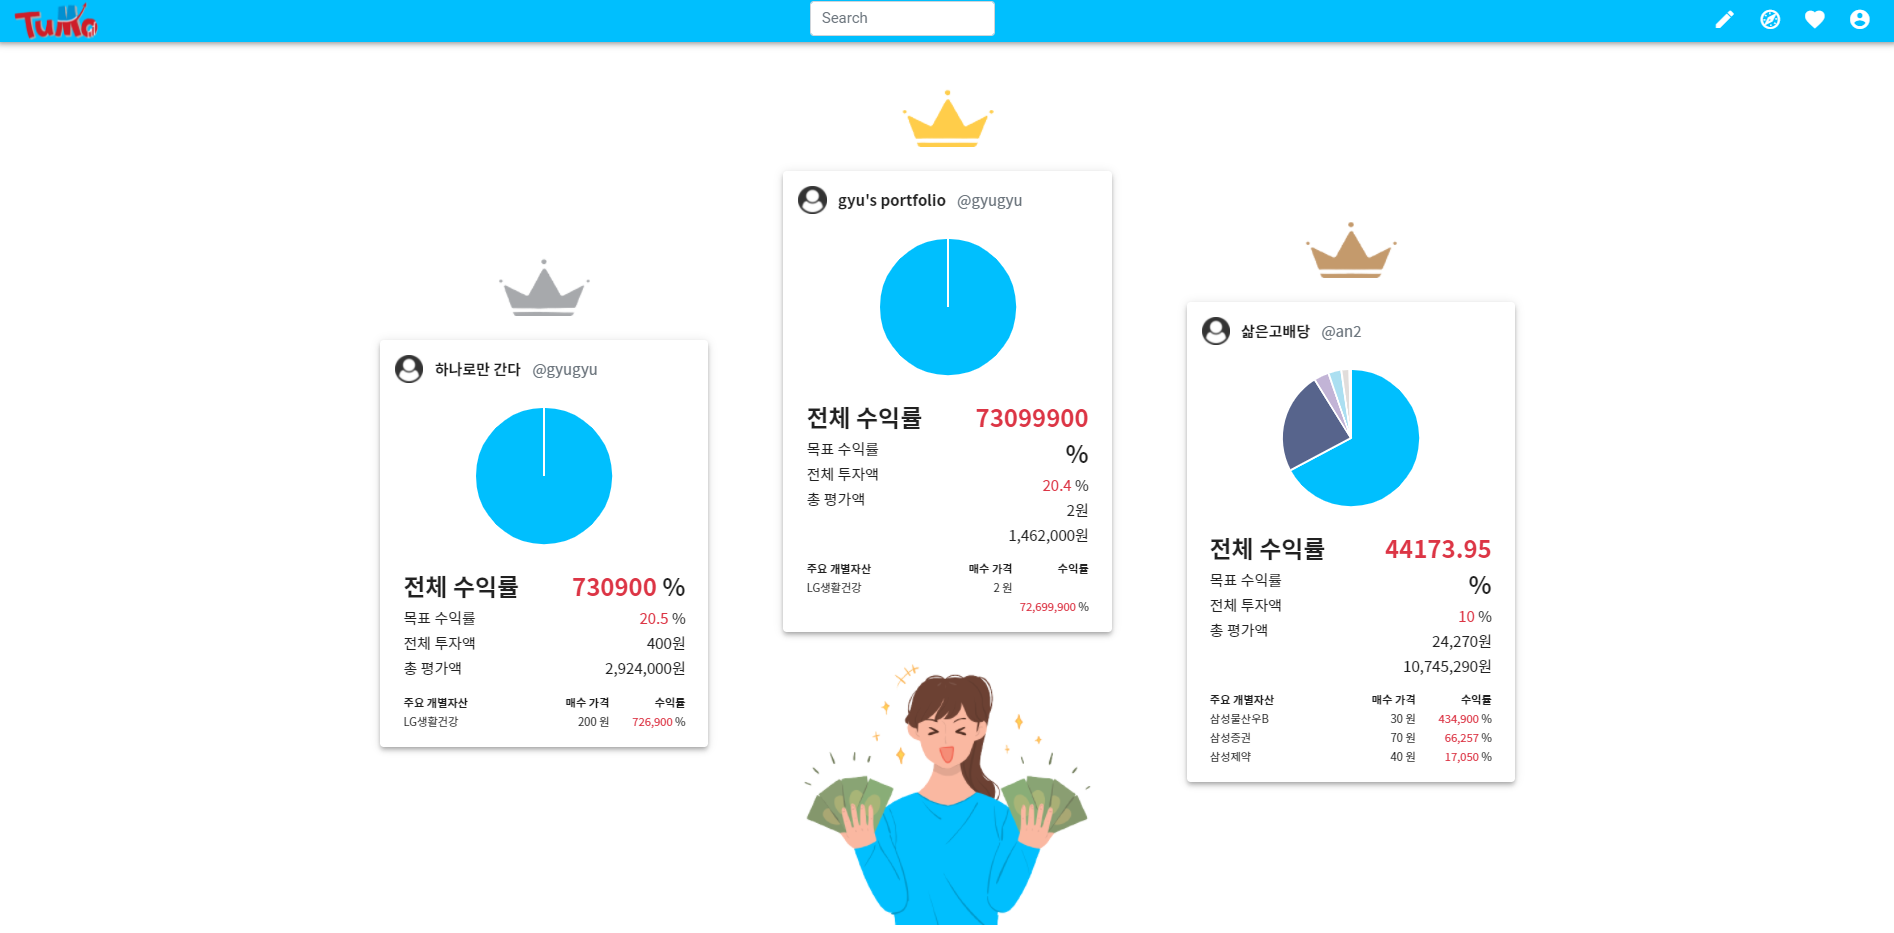 Tumo
Search
gyu's portfolio @gyugyu
전체 수익률 73099900
%
목표 수익률 20.4 %
전체 투자액 2원
총 평가액 1,462,000원
주요 개별자산 매수 가격 수익률
LG생활건강 2 원
72,699,900 %
하나로만 간다 @gyugyu
전체 수익률 730900 %
목표 수익률 20.5 %
전체 투자액 400원
총 평가액 2,924,000원
주요 개별자산 매수 가격 수익률
LG생활건강 200 원 726,900 %
삶은고배당 @an2
전체 수익률 44173.95
%
목표 수익률 10 %
전체 투자액 24,270원
총 평가액 10,745,290원
주요 개별자산 매수 가격 수익률
삼성물산우B 30 원 434,900 %
삼성증권 70 원 66,257 %
삼성제약 40 원 17,050 %